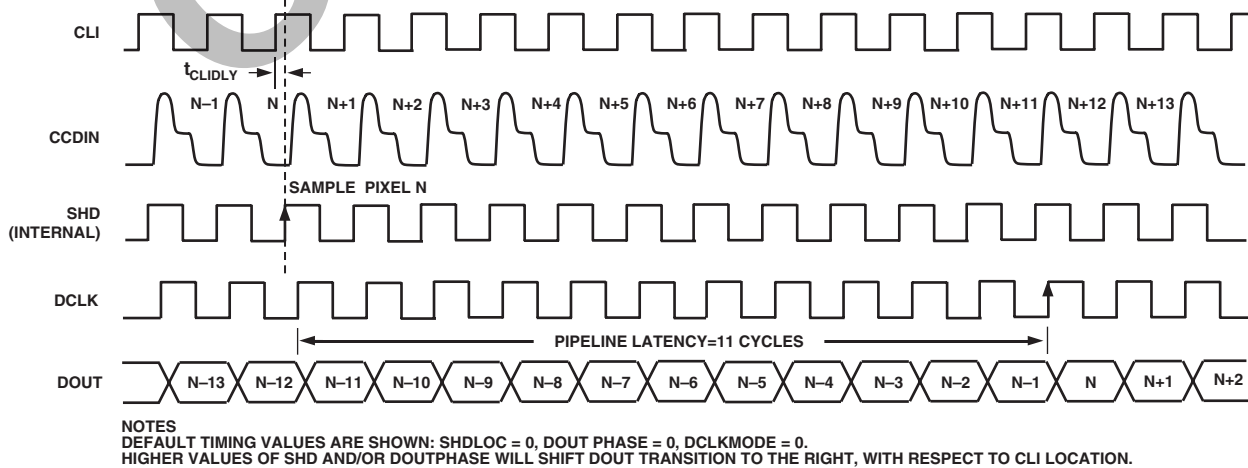 CLI
tCLIDLY
N–1 N N+1 N+2 N+3 N+4 N+5 N+6 N+7 N+8 N+9 N+10 N+11 N+12 N+13
CCDIN
SAMPLE PIXEL N
SHD
(INTERNAL)
DCLK
PIPELINE LATENCY=11 CYCLES
DOUT N–13 N–12 N–11 N–10 N–9 N–8 N–7 N–6 N–5 N–4 N–3 N–2 N–1 N N+1 N+2
NOTES
DEFAULT TIMING VALUES ARE SHOWN: SHDLOC = 0, DOUT PHASE = 0, DCLKMODE = 0.
HIGHER VALUES OF SHD AND/OR DOUTPHASE WILL SHIFT DOUT TRANSITION TO THE RIGHT, WITH RESPECT TO CLI LOCATION.